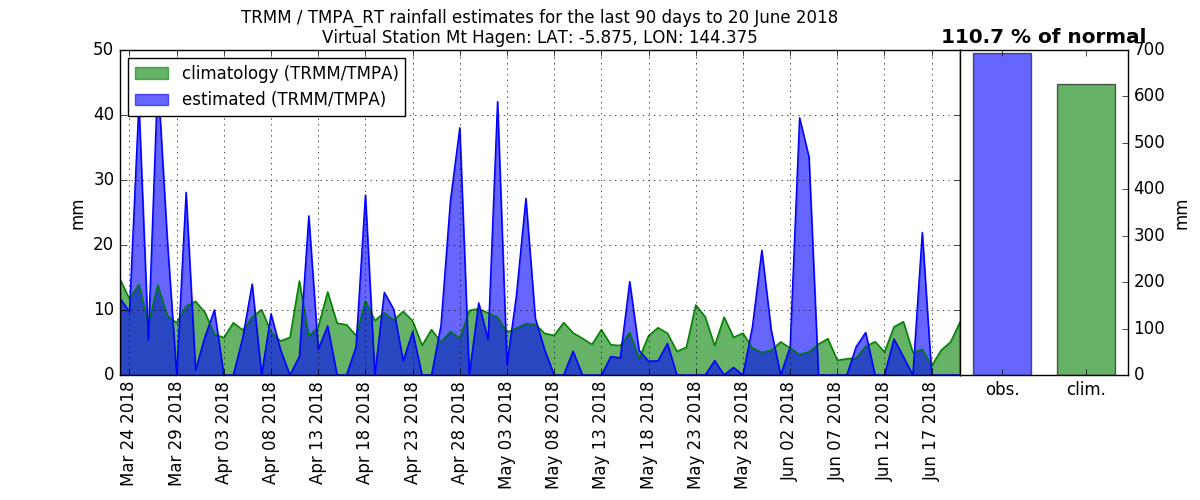 TRMM / TMPA_RT rainfall estimates for the last 90 days to 20 June 2018
Virtual Station Mt Hagen: LAT: -5.875, LON: 144.375
110.7 % of normal
climatology (TRMM/TMPA)
estimated (TRMM/TMPA)
50
40
30
20
10
0
mm
700
600
500
400
300
200
100
0
mm
obs.
clim.
Mar 24 2018
Mar 29 2018
Apr 03 2018
Apr 08 2018
Apr 13 2018
Apr 18 2018
Apr 23 2018
Apr 28 2018
May 03 2018
May 08 2018
May 13 2018
May 18 2018
May 23 2018
May 28 2018
Jun 02 2018
Jun 07 2018
Jun 12 2018
Jun 17 2018